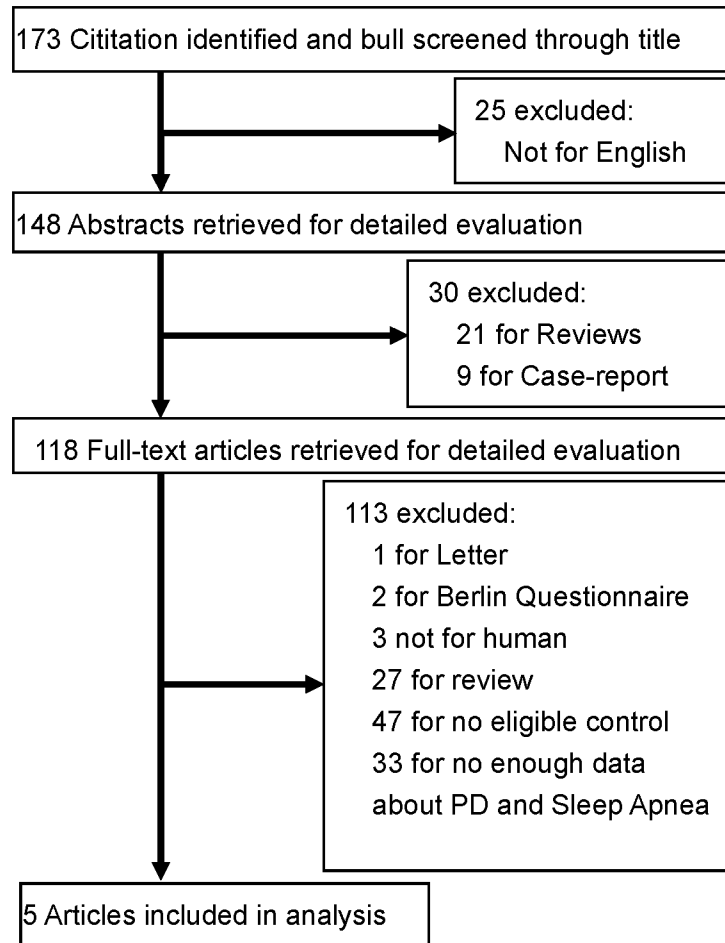 173 Cititation identified and bull screened through title
25 excluded:
Not for English
148 Abstracts retrieved for detailed evaluation
30 excluded:
21 for Reviews
9 for Case-report
118 Full-text articles retrieved for detailed evaluation
113 excluded:
1 for Letter
2 for Berlin Questionnaire
3 not for human
27 for review
47 for no eligible control
33 for no enough data
about PD and Sleep Apnea
5 Articles included in analysis